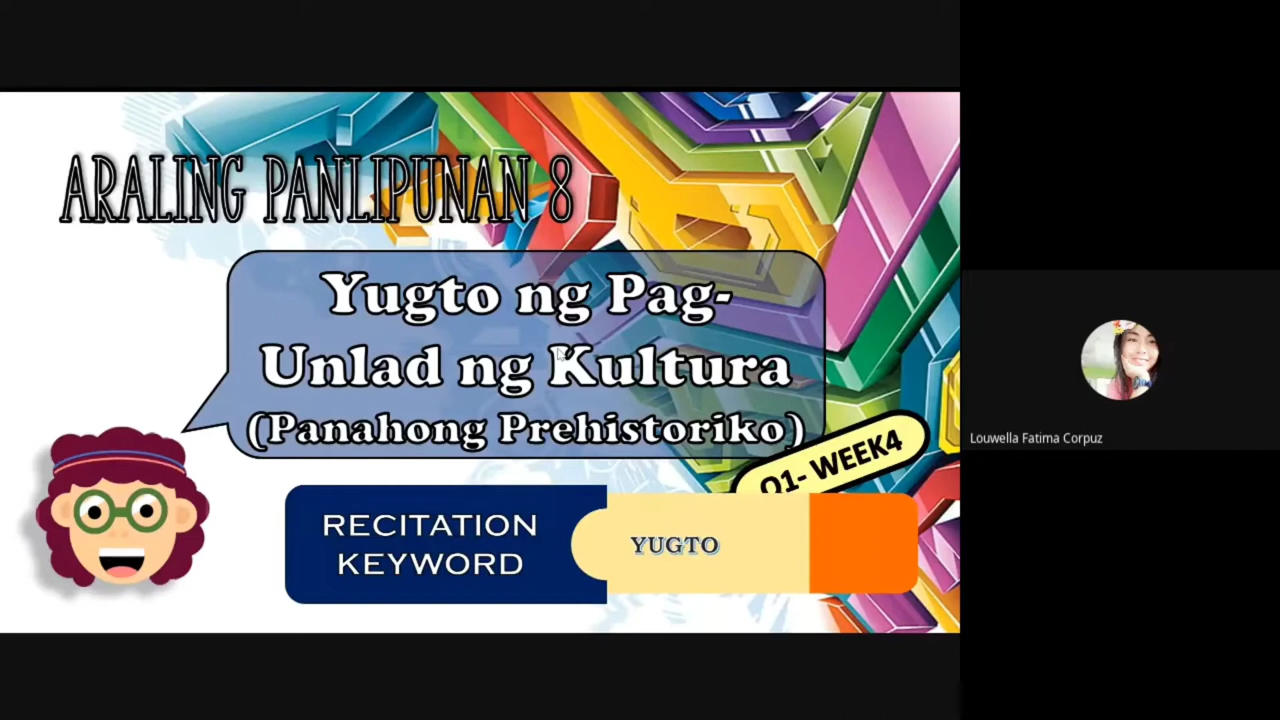 ARALING PANLIPUNAN 8
Yugto ng Pag-
Unlad ng Kultura
(Panahong Prehistoriko)
Q1- WEEK4
RECITATION
KEYWORD
YUGTO
Louwella Fatima Corpuz